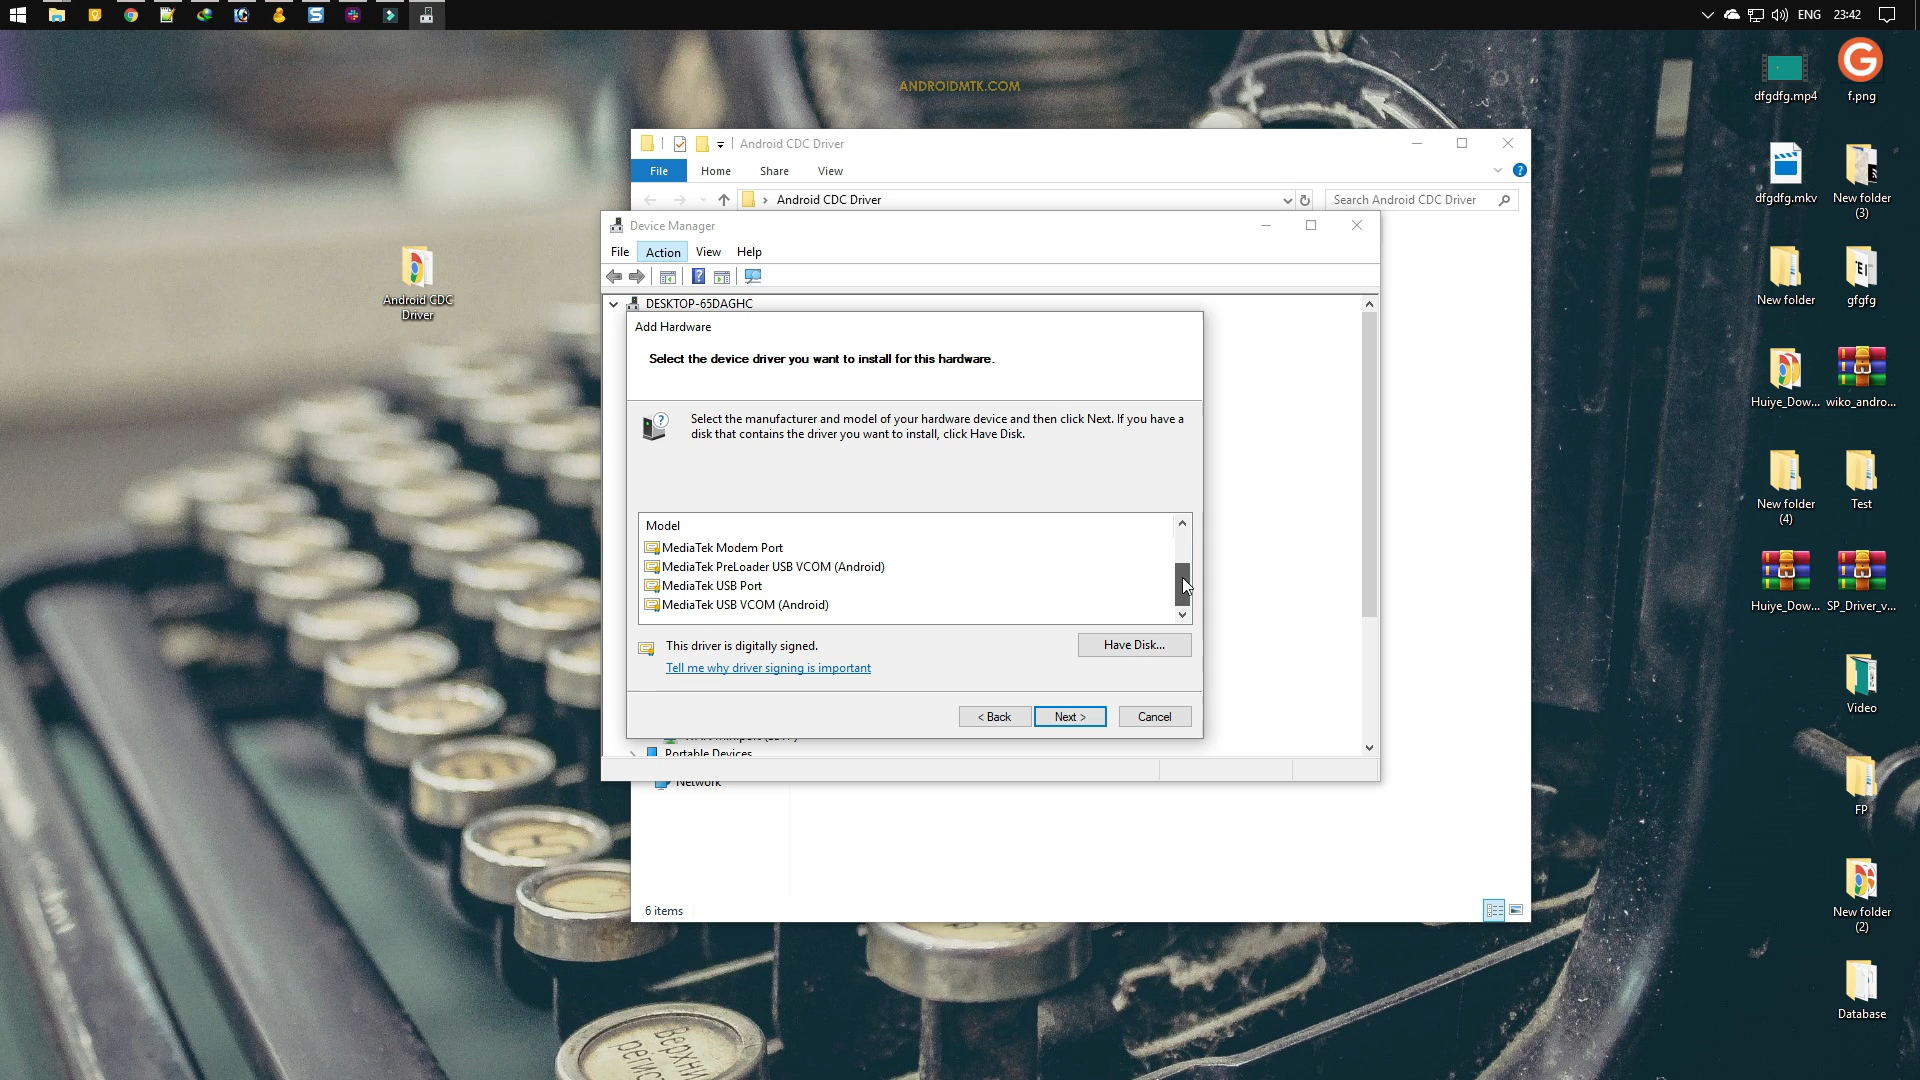 ENG
23:42
ANDROIDMTK.COM
dfgdfg.mp4
f.png
dfgdfg.mkv
New folder
(3)
New folder
gfgfg
Huiye_Dow...
wiko_andro...
New folder
(4)
Test
Huiye_Dow...
SP_Driver_v...
Video
FP
New folder
(2)
Database
Android CDC
Driver
Android CDC Driver
File
Home
Share
View
Android CDC Driver
Search Android CDC Driver
Device Manager
File
Action
View
Help
DESKTOP-65DAGHC
Add Hardware
Select the device driver you want to install for this hardware.
Select the manufacturer and model of your hardware device and then click Next. If you have a
disk that contains the driver you want to install, click Have Disk.
Model
MediaTek Modem Port
MediaTek PreLoader USB VCOM (Android)
MediaTek USB Port
MediaTek USB VCOM (Android)
This driver is digitally signed.
Have Disk...
Tell me why driver signing is important
< Back
Next >
Cancel
Portable Devices
Network
6 items
Верхний